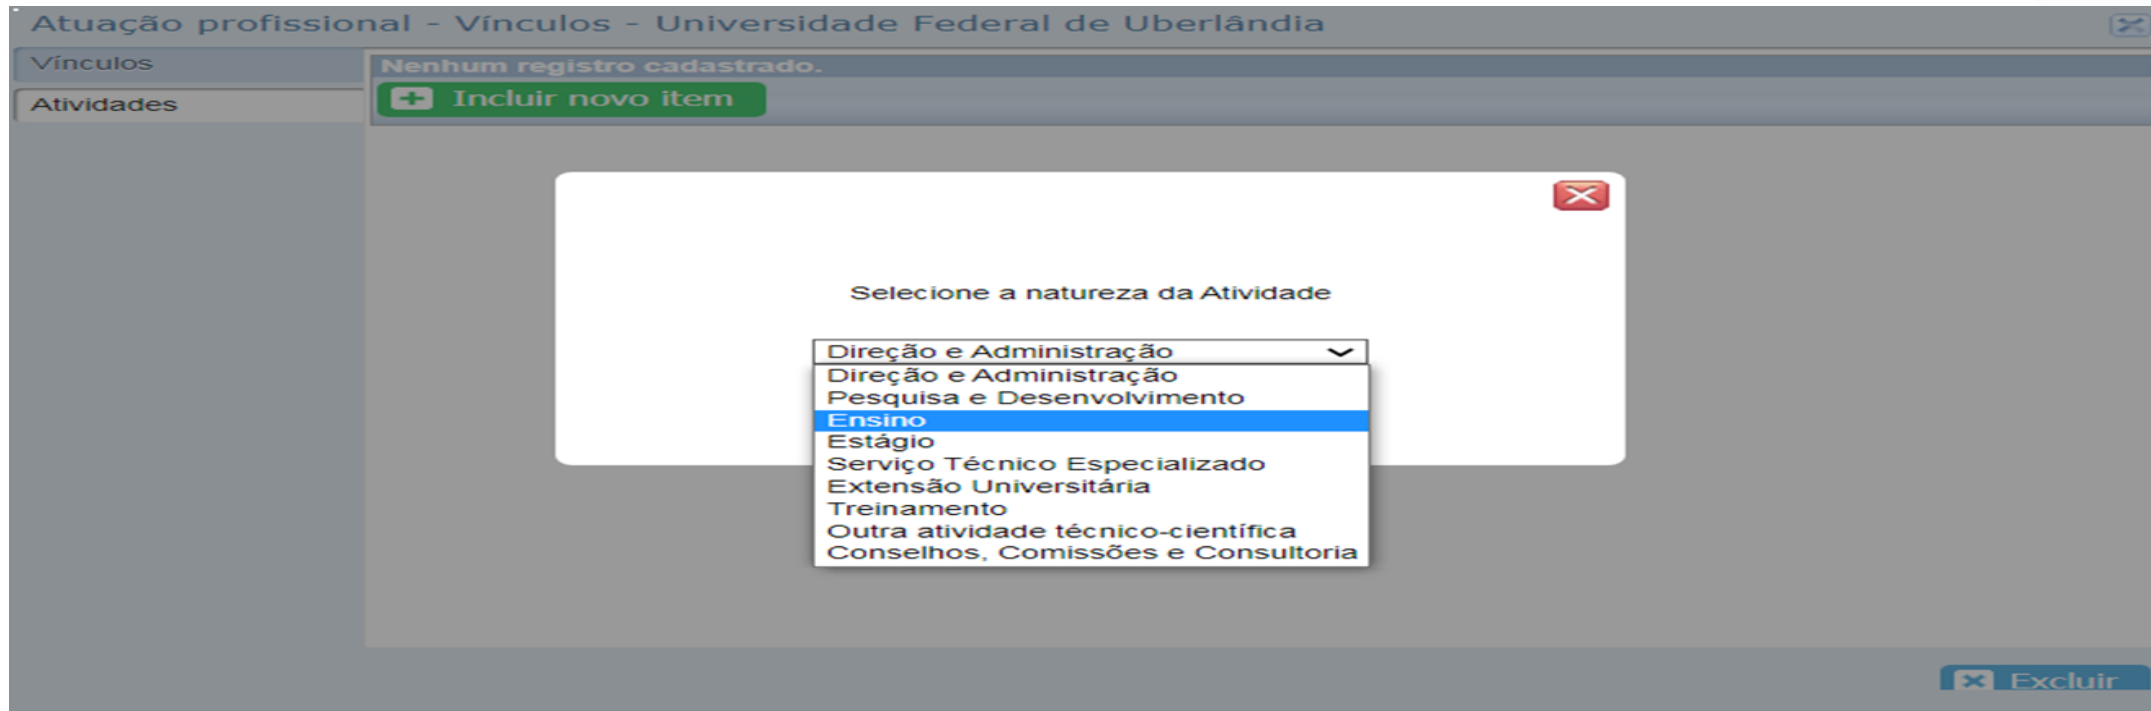 Atuação profissional - Vínculos - Universidade Federal de Uberlândia
Vínculos
Nenhum registro cadastrado.
Atividades
Incluir novo item
Selecione a natureza da Atividade
Direção e Administração
Direção e Administração
Pesquisa e Desenvolvimento
Ensino
Estágio
Serviço Técnico Especializado
Extensão Universitária
Treinamento
Outra atividade técnico-científica
Conselhos, Comissões e Consultoria
Excluir